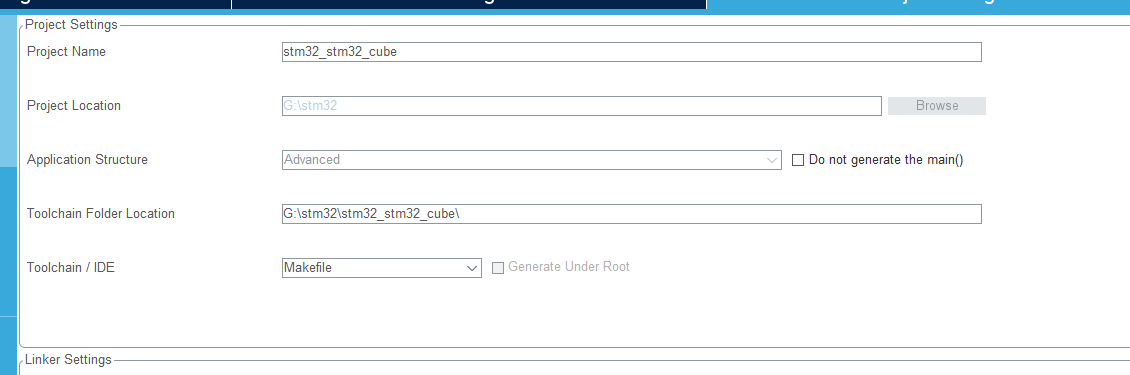 Project Settings
Project Name stm32_stm32_cube
Project Location G:\stm32 Browse
Application Structure Advanced Do not generate the main()
Toolchain Folder Location G:\stm32\stm32_stm32_cube\
Toolchain / IDE Makefile Generate Under Root
Linker Settings